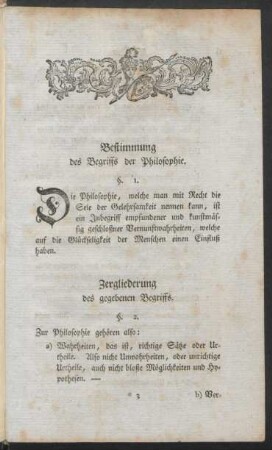 Bestimmung
des Begriffs der Philosophie.
§. 1.
Die Philosophie, welche man mit Recht die
Sele der Gelehrsamkeit nennen kann, ist
ein Inbegriff empfundener und kunstmäs-
sig geschloßner Vernunftwahrheiten, welche
auf die Glückseligkeit der Menschen einen Einfluß
haben.
Zergliederung
des gegebenen Begriffs.
§. 2.
Zur Philosophie gehören also:
a) Wahrheiten, das ist, richtige Sätze oder Ur-
theile. Also nicht Unwahrheiten, oder unrichtige
Urtheile, auch nicht bloße Möglichkeiten und Hy-
pothesen. —
b) Ver-